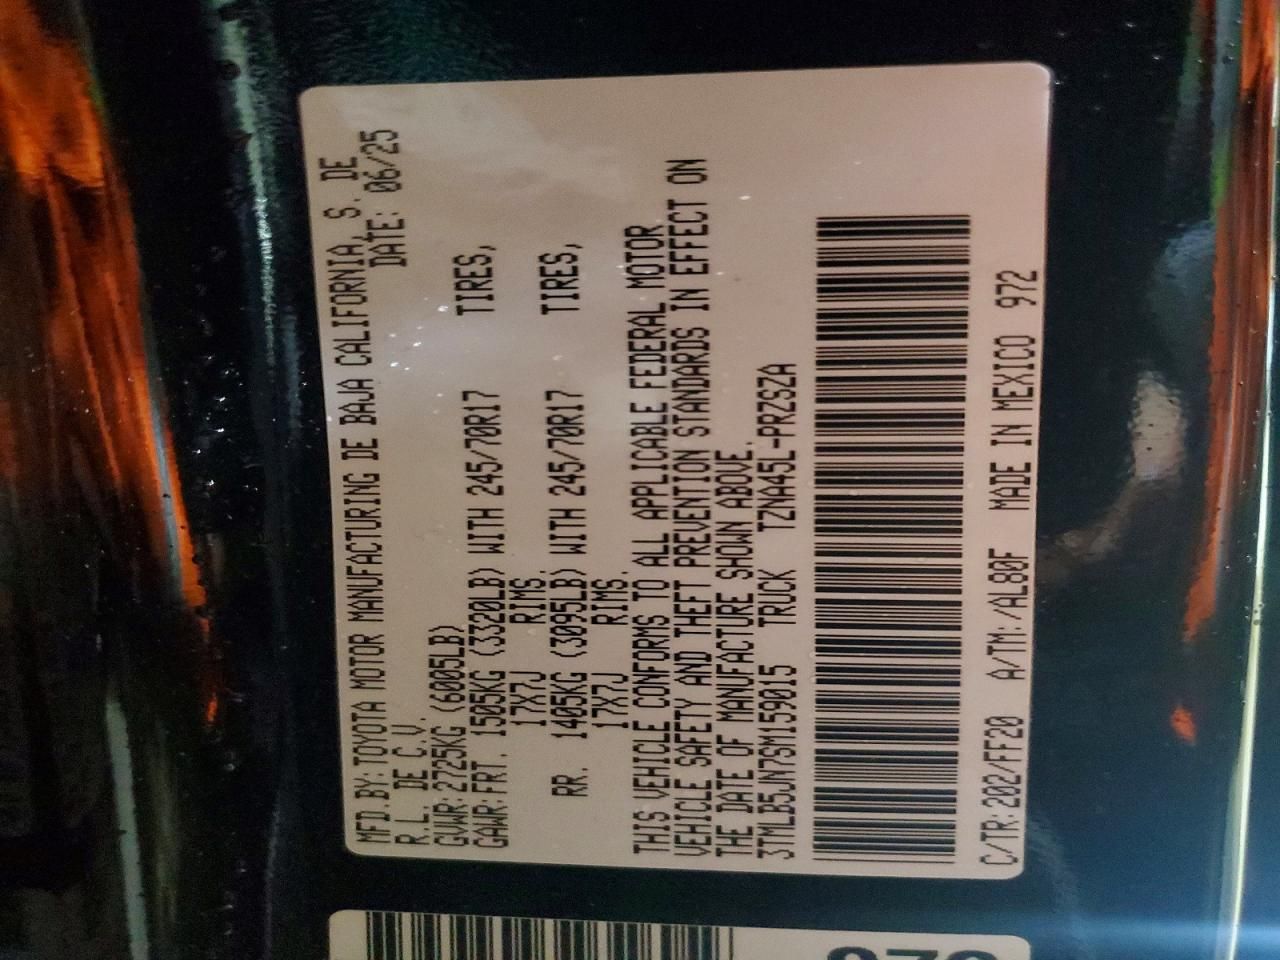 MFD.BY:TOYOTA MOTOR MANUFACTURING DE BAJA CALIFORNIA, S. DE
R.L. DE C.V. DATE: 06/25
GVWR:2725KG (6005LB)
GAWR:FRT. 1505KG (3320LB) WITH 245/70R17 TIRES,
17X7J RIMS.
RR. 1405KG (3095LB) WITH 245/70R17 TIRES,
17X7J RIMS.
THIS VEHICLE CONFORMS TO ALL APPLICABLE FEDERAL MOTOR
VEHICLE SAFETY AND THEFT PREVENTION STANDARDS IN EFFECT ON
THE DATE OF MANUFACTURE SHOWN ABOVE.
3TMLB5JN7SM159015 TRUCK TZNA45L-PRZSZA
C/TR:202/FF20 A/TM:/AL80F MADE IN MEXICO 972